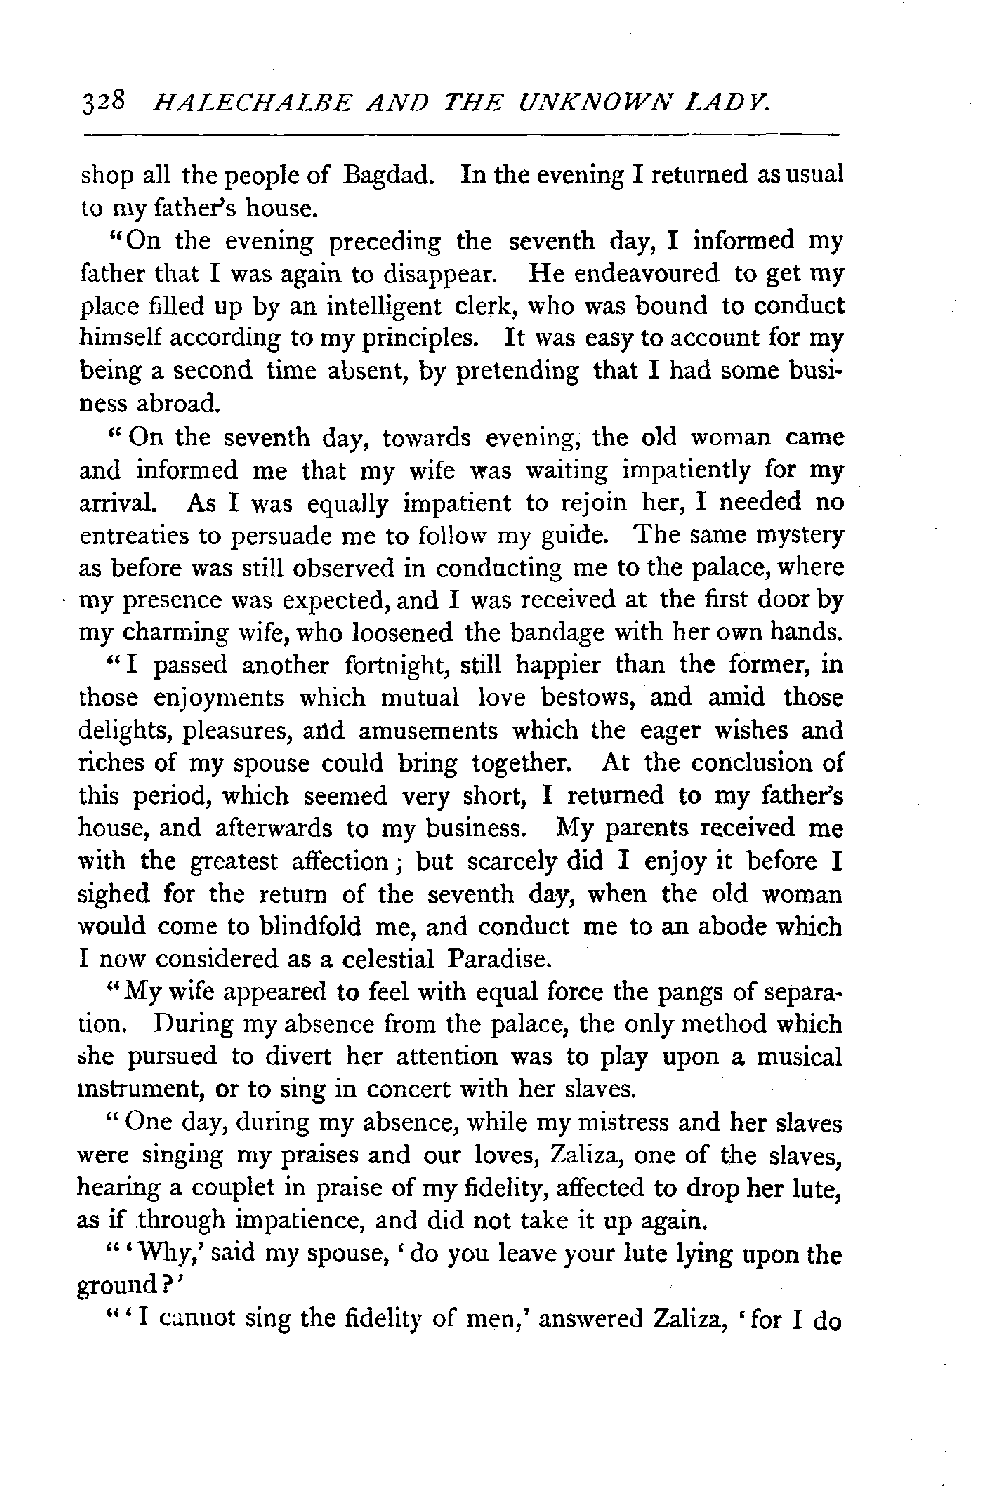 328 HALECHALBE AND THE UNKNOWN LADY.
shop all the people of Bagdad. In the evening I returned as usual
to my father's house.
"On the evening preceding the seventh day, I informed my
father that I was again to disappear. He endeavoured to get my
place filled up by an intelligent clerk, who was bound to conduct
himself according to my principles. It was easy to account for my
being a second time absent, by pretending that I had some busi-
ness abroad.
"On the seventh day, towards evening, the old woman came
and informed me that my wife was waiting impatiently for my
arrival. As I was equally impatient to rejoin her, I needed no
entreaties to persuade me to follow my guide. The same mystery
as before was still observed in conducting me to the palace, where
my presence was expected, and I was received at the first door by
my charming wife, who loosened the bandage with her own hands.
"I passed another fortnight, still happier than the former, in
those enjoyments which mutual love bestows, and amid those
delights, pleasures, and amusements which the eager wishes and
riches of my spouse could bring together. At the conclusion of
this period, which seemed very short, I returned to my father's
house, and afterwards to my business. My parents received me
with the greatest affection; but scarcely did I enjoy it before I
sighed for the return of the seventh day, when the old woman
would come to blindfold me, and conduct me to an abode which
I now considered as a celestial Paradise.
"My wife appeared to feel with equal force the pangs of separa-
tion. During my absence from the palace, the only method which
she pursued to divert her attention was to play upon a musical
instrument, or to sing in concert with her slaves.
"One day, during my absence, while my mistress and her slaves
were singing my praises and our loves, Zaliza, one of the slaves,
hearing a couplet in praise of my fidelity, affected to drop her lute,
as if through impatience, and did not take it up again.
"'Why,' said my spouse, 'do you leave your lute lying upon the
ground?'
"'I cannot sing the fidelity of men,' answered Zaliza, 'for I do